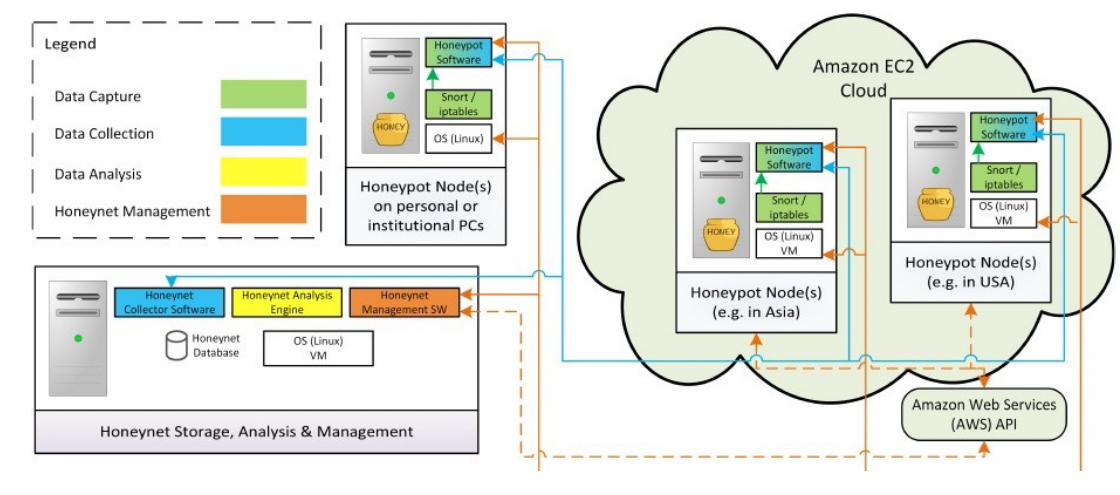 Legend
Data Capture
Data Collection
Data Analysis
Honeynet Management
Honeypot
Software
Snort /
iptables
OS (Linux)
HONEY
Honeypot Node(s)
on personal or
institutional PCs
Amazon EC2
Cloud
Honeypot
Software
Snort /
iptables
OS (Linux)
VM
HONEY
Honeypot Node(s)
(e.g. in Asia)
Honeypot
Software
Snort /
iptables
OS (Linux)
VM
HONEY
Honeypot Node(s)
(e.g. in USA)
Honeynet
Collector Software
Honeynet Analysis
Engine
Honeynet
Management SW
Honeynet
Database
OS (Linux)
VM
Honeynet Storage, Analysis & Management
Amazon Web Services
(AWS) API